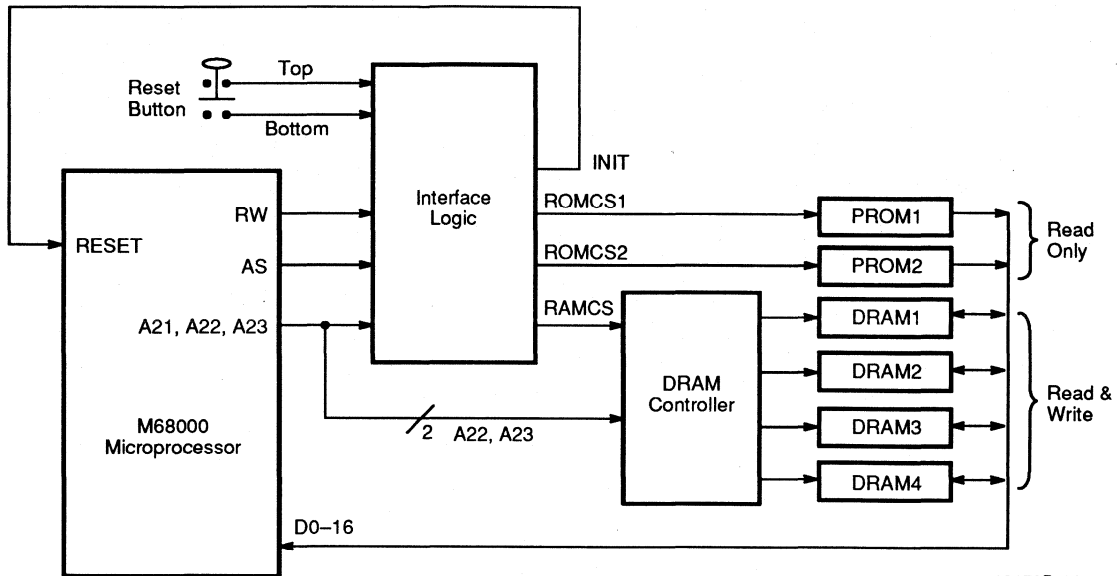 Reset
Button
Top
Bottom
INIT
Interface
Logic
ROMCS1
ROMCS2
RAMCS
RESET
RW
AS
A21, A22, A23
M68000
Microprocessor
2 A22, A23
D0–16
DRAM
Controller
PROM1
PROM2
DRAM1
DRAM2
DRAM3
DRAM4
Read
Only
Read &
Write